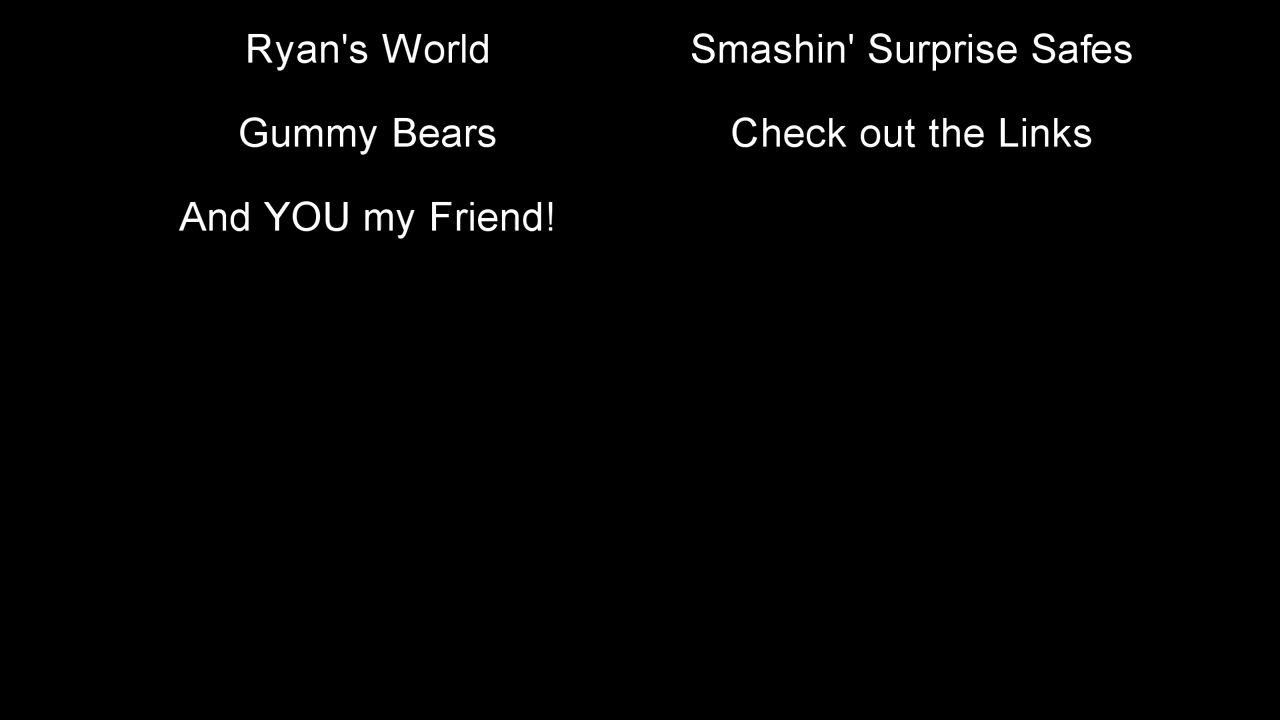 Ryan's World
Smashin' Surprise Safes
Gummy Bears
Check out the Links
And YOU my Friend!